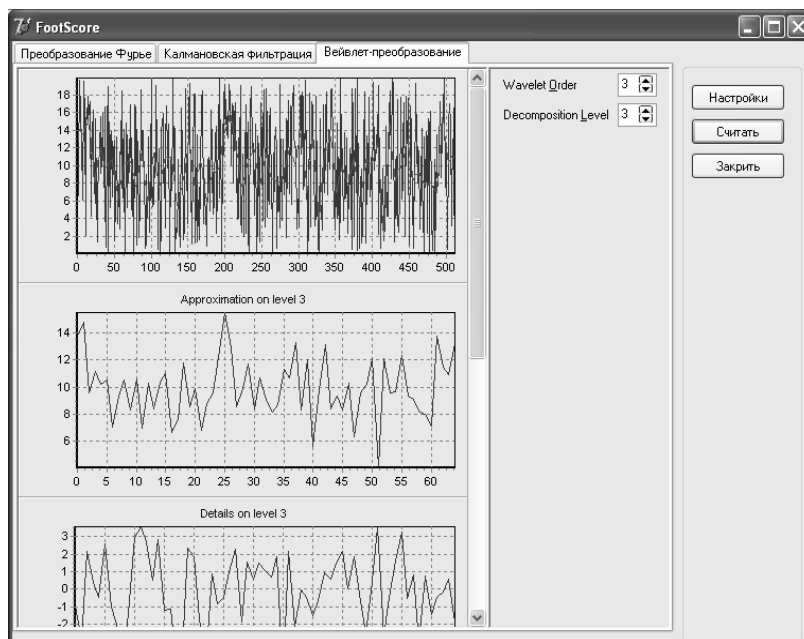 FootScore
Преобразование Фурье Калмановская фильтрация Вейвлет-преобразование
18
16
14
12
10
8
6
4
2
0 50 100 150 200 250 300 350 400 450 500
Approximation on level 3
14
12
10
8
6
0 5 10 15 20 25 30 35 40 45 50 55 60
Details on level 3
3
2
1
0
-1
-2
Wavelet Order 3
Decomposition Level 3
Настройки
Считать
Закрить